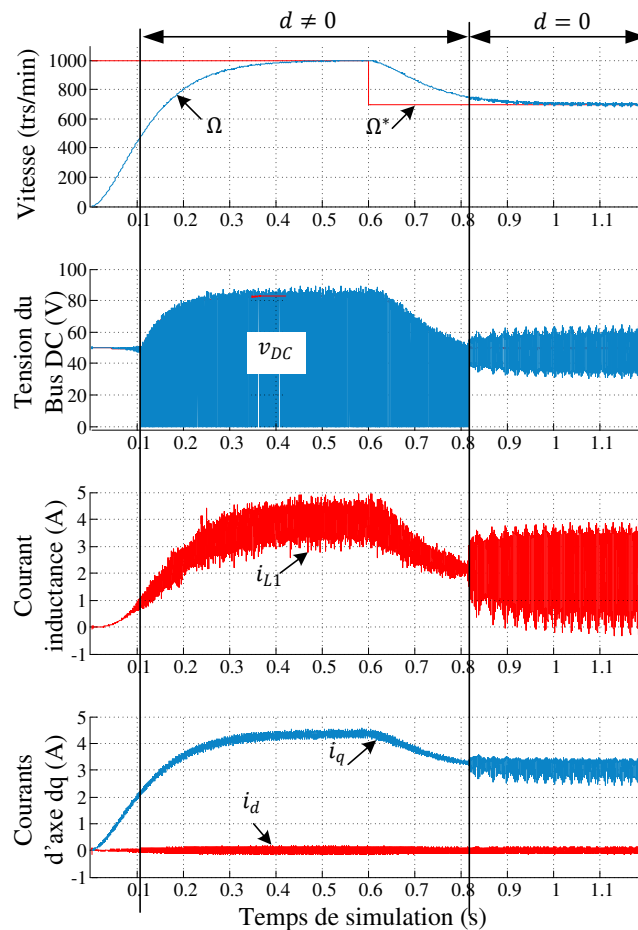 d ≠ 0
d = 0
Vitesse (trs/min)
1000
800
600
400
200
0
Ω
Ω*
0.1 0.2 0.3 0.4 0.5 0.6 0.7 0.8 0.9 1 1.1
Tension du
Bus DC (V)
100
80
60
40
20
0
v_DC
0.1 0.2 0.3 0.4 0.5 0.6 0.7 0.8 0.9 1 1.1
Courant
inductance (A)
5
4
3
2
1
0
-1
i_L1
0.1 0.2 0.3 0.4 0.5 0.6 0.7 0.8 0.9 1 1.1
Courants
d'axe dq (A)
5
4
3
2
1
0
-1
i_q
i_d
0.1 0.2 0.3 0.4 0.5 0.6 0.7 0.8 0.9 1 1.1
Temps de simulation (s)